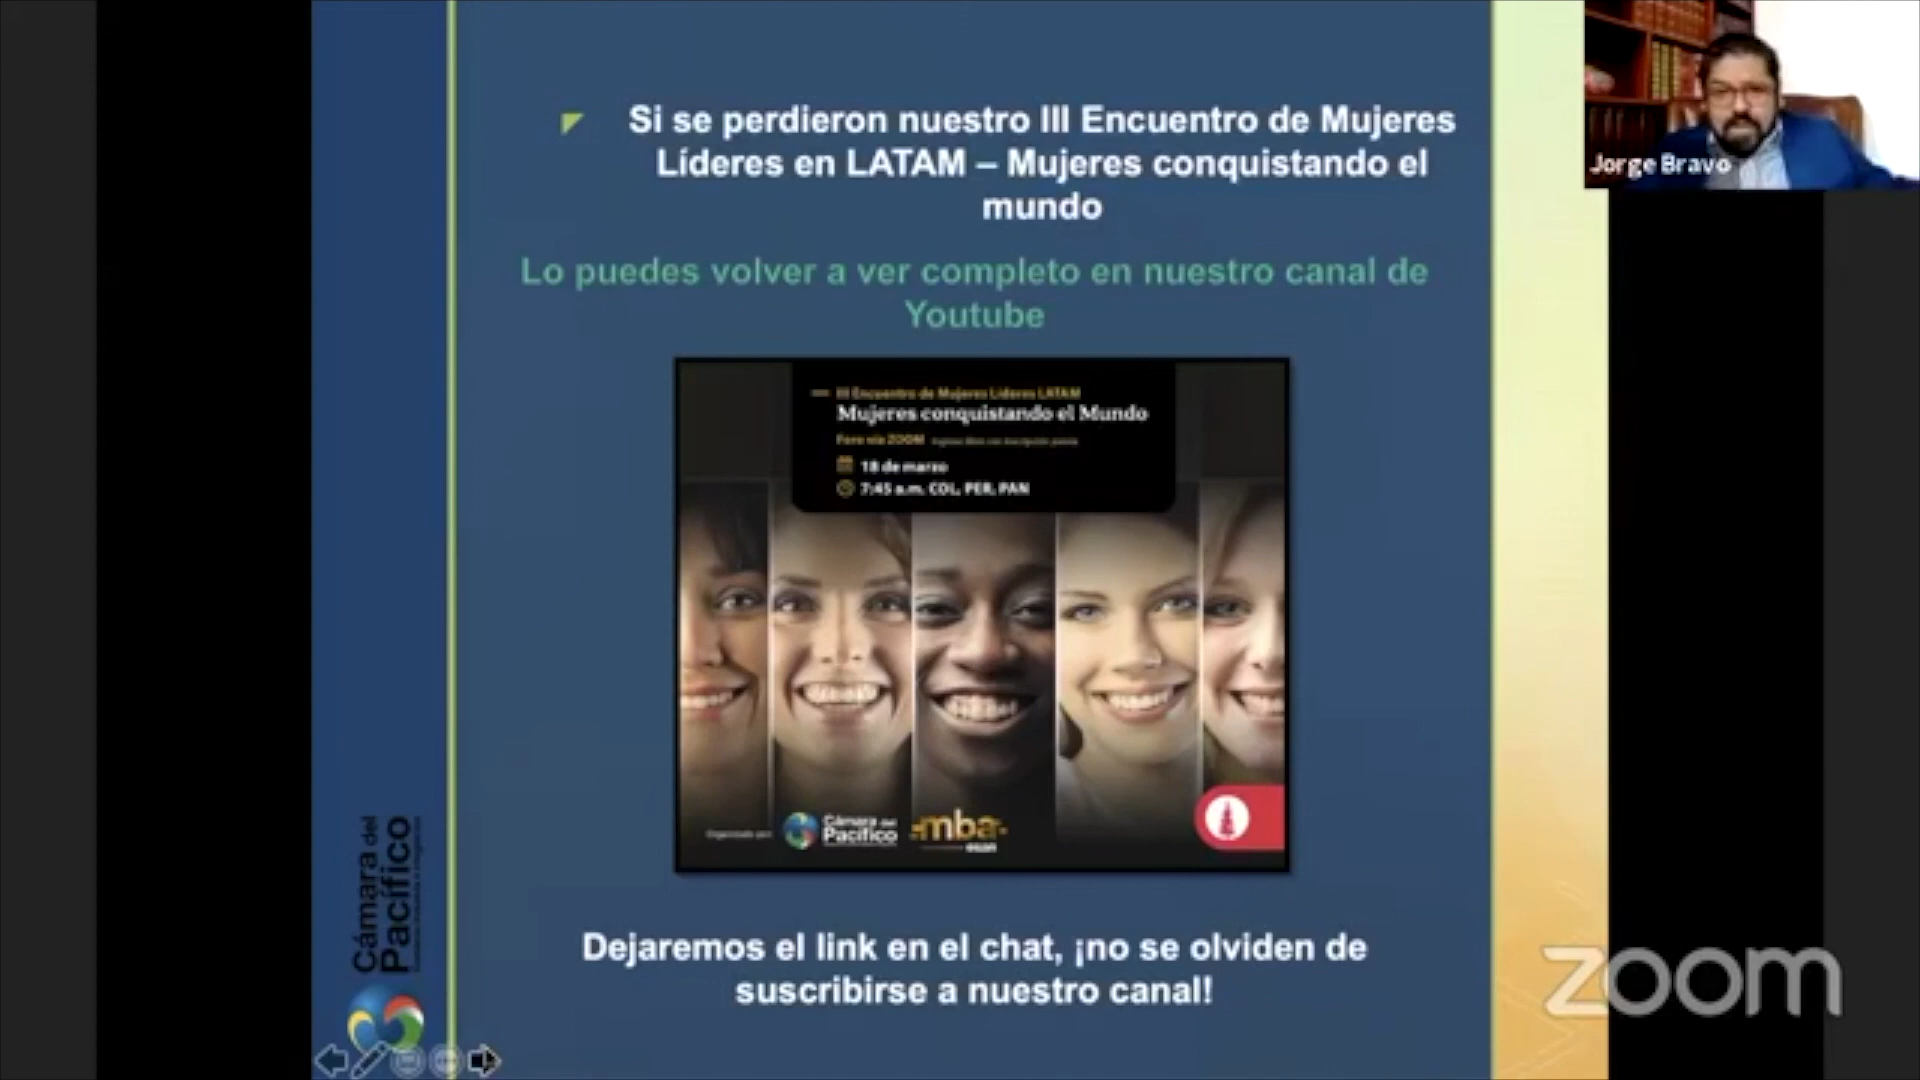 Si se perdieron nuestro III Encuentro de Mujeres
Líderes en LATAM – Mujeres conquistando el
mundo
Lo puedes volver a ver completo en nuestro canal de
Youtube
III Encuentro de Mujeres Líderes LATAM
Mujeres conquistando el Mundo
Foro vía ZOOM
18 de marzo
7:45 a.m. COL, PER, PAN
Organizado por:
Cámara del
Pacífico
mba
esan
Dejaremos el link en el chat, ¡no se olviden de
suscribirse a nuestro canal!
Cámara del
Pacífico
Jorge Bravo
zoom